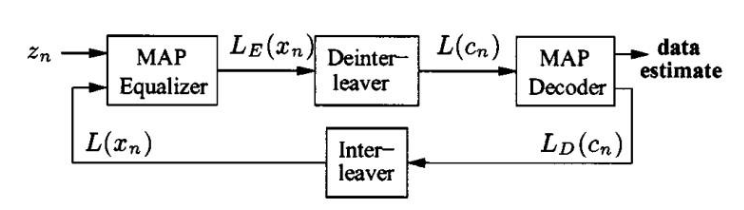 z_n
MAP
Equalizer
L_E(x_n)
Deinter–
leaver
L(c_n)
MAP
Decoder
data
estimate
L(x_n)
Inter–
leaver
L_D(c_n)